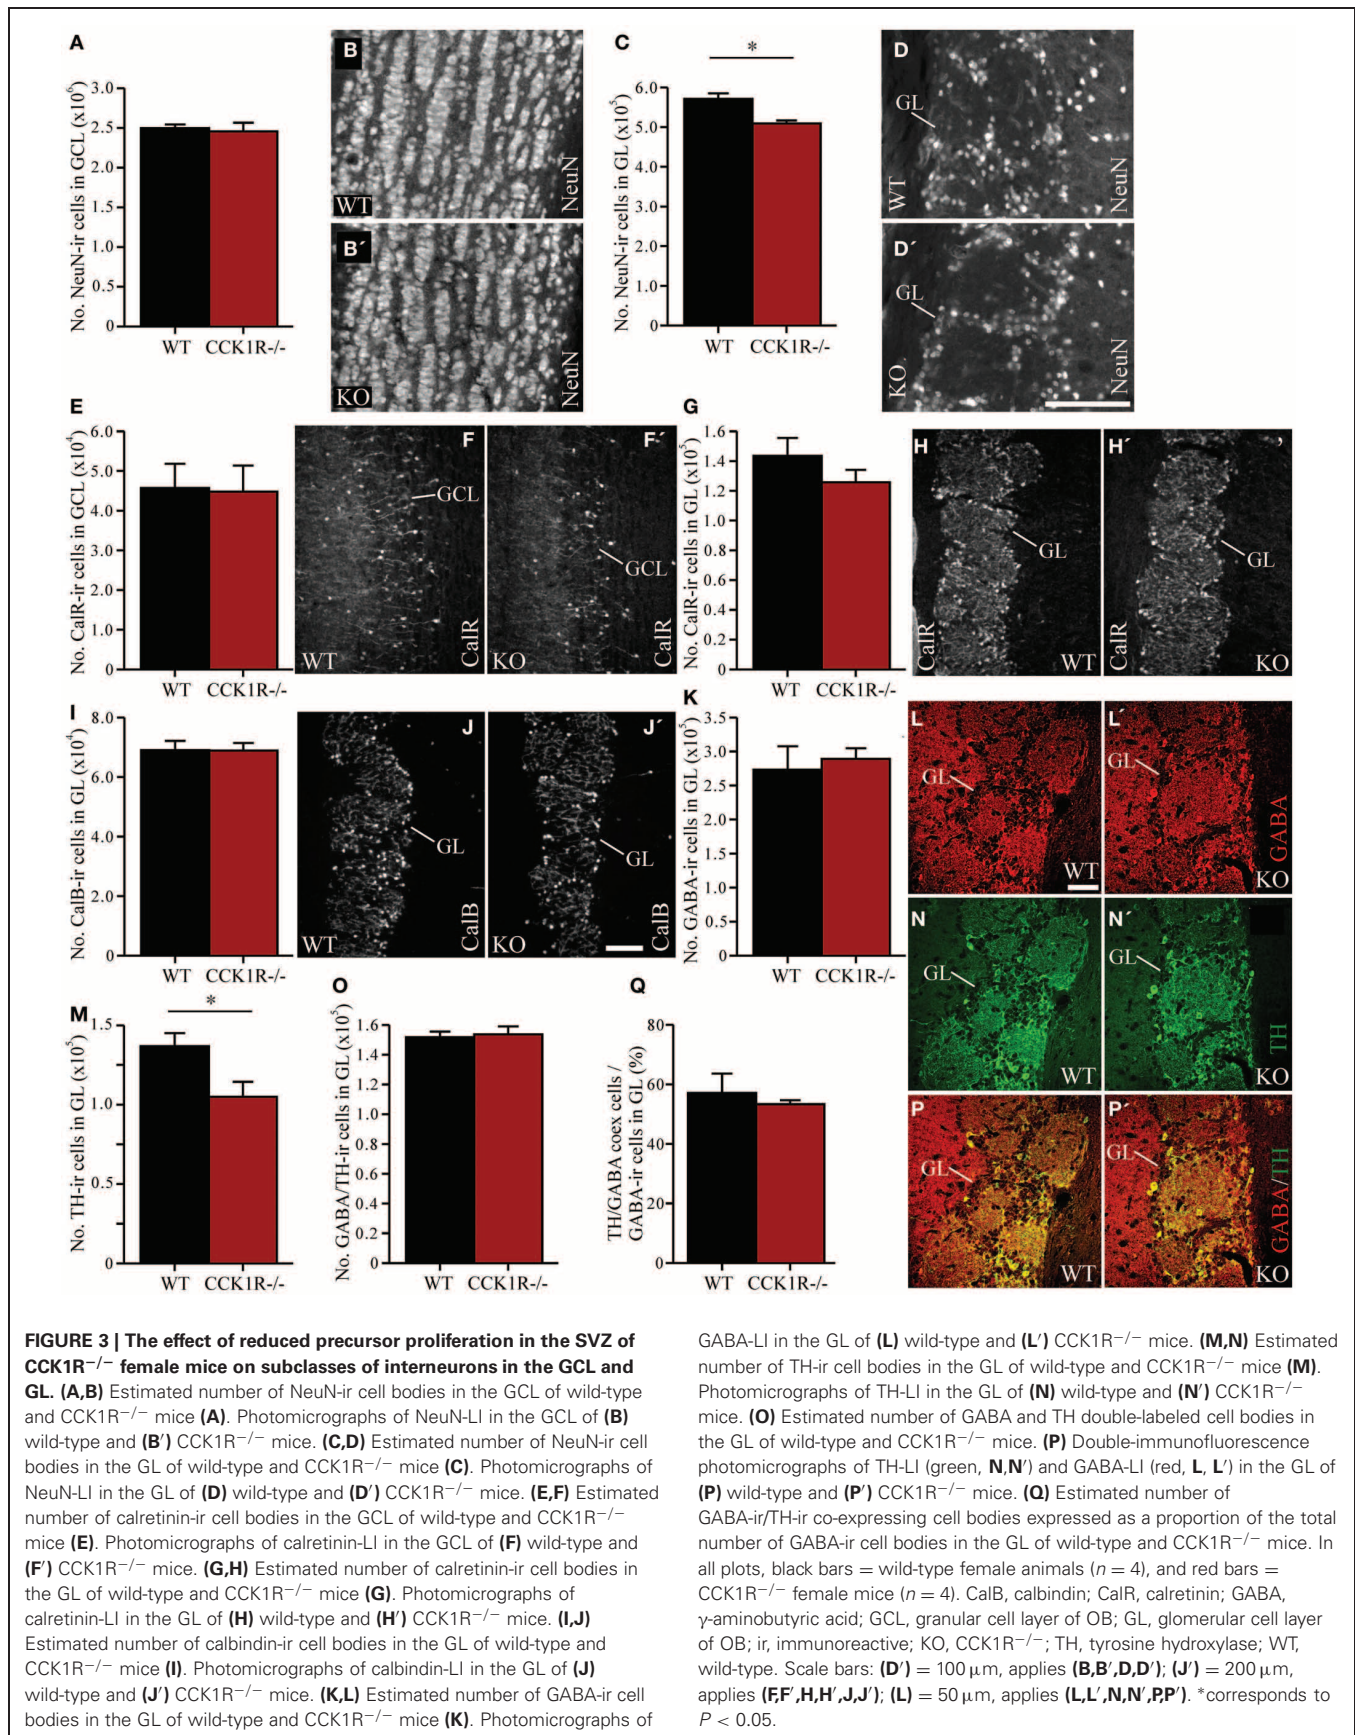 A
No. NeuN-ir cells in GCL (x10⁶)
3.0
2.5
2.0
1.5
1.0
0.5
0
WT CCK1R-/-
B
WT
NeuN
B´
KO
NeuN
C
*
No. NeuN-ir cells in GL (x10⁵)
6.0
5.0
4.0
6.0
2.0
1.0
0
WT CCK1R-/-
D
GL
WT
NeuN
D´
GL
KO
NeuN
E
No. CalR-ir cells in GCL (x10⁴)
6.0
5.0
4.0
3.0
2.0
1.0
0
WT CCK1R-/-
F
GCL
WT
CalR
F´
GCL
KO
CalR
G
No. CalR-ir cells in GL (x10⁵)
1.6
1.4
1.2
1.0
0.8
0.6
0.4
0.2
0
WT CCK1R-/-
H
GL
CalR
WT
H´
GL
CalR
KO
I
No. CalB-ir cells in GL (x10⁴)
8.0
6.0
4.0
2.0
0
WT CCK1R-/-
J
GL
WT
CalB
J´
GL
KO
CalB
K
No. GABA-ir cells in GL (x10⁵)
3.5
3.0
2.5
2.0
1.5
1.0
0.5
0
WT CCK1R-/-
L
GL
WT
L´
GL
GABA
KO
M
*
No. TH-ir cells in GL (x10⁵)
1.5
1.0
0.5
0
WT CCK1R-/-
N
GL
WT
N´
GL
TH
KO
O
No. GABA/TH-ir cells in GL (x10⁵)
1.6
1.4
1.2
1.0
0.8
0.6
0.4
0.2
0
WT CCK1R-/-
P
GL
WT
P´
GL
GABA/TH
KO
Q
TH/GABA coex cells /
GABA-ir cells in GL (%)
80
60
40
20
0
WT CCK1R-/-
FIGURE 3 | The effect of reduced precursor proliferation in the SVZ of
CCK1R−/− female mice on subclasses of interneurons in the GCL and
GL. (A,B) Estimated number of NeuN-ir cell bodies in the GCL of wild-type
and CCK1R−/− mice (A). Photomicrographs of NeuN-LI in the GCL of (B)
wild-type and (B′) CCK1R−/− mice. (C,D) Estimated number of NeuN-ir cell
bodies in the GL of wild-type and CCK1R−/− mice (C). Photomicrographs of
NeuN-LI in the GL of (D) wild-type and (D′) CCK1R−/− mice. (E,F) Estimated
number of calretinin-ir cell bodies in the GCL of wild-type and CCK1R−/−
mice (E). Photomicrographs of calretinin-LI in the GCL of (F) wild-type and
(F′) CCK1R−/− mice. (G,H) Estimated number of calretinin-ir cell bodies in
the GL of wild-type and CCK1R−/− mice (G). Photomicrographs of
calretinin-LI in the GL of (H) wild-type and (H′) CCK1R−/− mice. (I,J)
Estimated number of calbindin-ir cell bodies in the GL of wild-type and
CCK1R−/− mice (I). Photomicrographs of calbindin-LI in the GL of (J)
wild-type and (J′) CCK1R−/− mice. (K,L) Estimated number of GABA-ir cell
bodies in the GL of wild-type and CCK1R−/− mice (K). Photomicrographs of
GABA-LI in the GL of (L) wild-type and (L′) CCK1R−/− mice. (M,N) Estimated
number of TH-ir cell bodies in the GL of wild-type and CCK1R−/− mice (M).
Photomicrographs of TH-LI in the GL of (N) wild-type and (N′) CCK1R−/−
mice. (O) Estimated number of GABA and TH double-labeled cell bodies in
the GL of wild-type and CCK1R−/− mice. (P) Double-immunofluorescence
photomicrographs of TH-LI (green, N,N′) and GABA-LI (red, L, L′) in the GL of
(P) wild-type and (P′) CCK1R−/− mice. (Q) Estimated number of
GABA-ir/TH-ir co-expressing cell bodies expressed as a proportion of the total
number of GABA-ir cell bodies in the GL of wild-type and CCK1R−/− mice. In
all plots, black bars = wild-type female animals (n = 4), and red bars =
CCK1R−/− female mice (n = 4). CalB, calbindin; CalR, calretinin; GABA,
γ-aminobutyric acid; GCL, granular cell layer of OB; GL, glomerular cell layer
of OB; ir, immunoreactive; KO, CCK1R−/−; TH, tyrosine hydroxylase; WT,
wild-type. Scale bars: (D′) = 100 μm, applies (B,B′,D,D′); (J′) = 200 μm,
applies (F,F′,H,H′,J,J′); (L) = 50 μm, applies (L,L′,N,N′,P,P′). *corresponds to
P < 0.05.